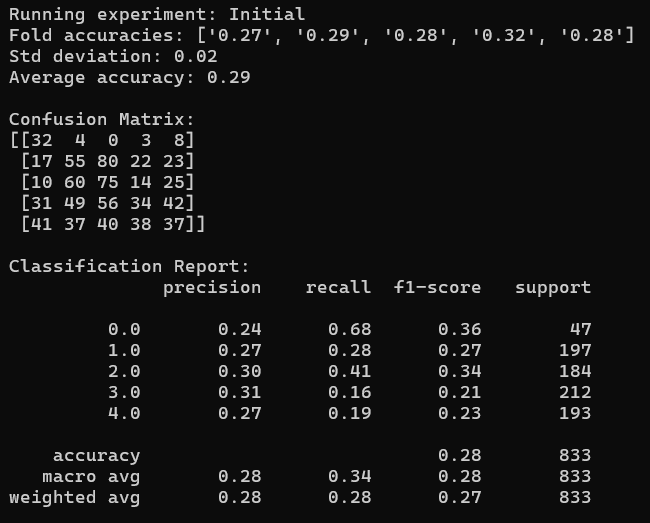 Running experiment: Initial
Fold accuracies: ['0.27', '0.29', '0.28', '0.32', '0.28']
Std deviation: 0.02
Average accuracy: 0.29
Confusion Matrix:
[[32  4  0  3  8]
 [17 55 80 22 23]
 [10 60 75 14 25]
 [31 49 56 34 42]
 [41 37 40 38 37]]
Classification Report:
              precision    recall  f1-score   support
         0.0       0.24      0.68      0.36        47
         1.0       0.27      0.28      0.27       197
         2.0       0.30      0.41      0.34       184
         3.0       0.31      0.16      0.21       212
         4.0       0.27      0.19      0.23       193
    accuracy                           0.28       833
   macro avg       0.28      0.34      0.28       833
weighted avg       0.28      0.28      0.27       833